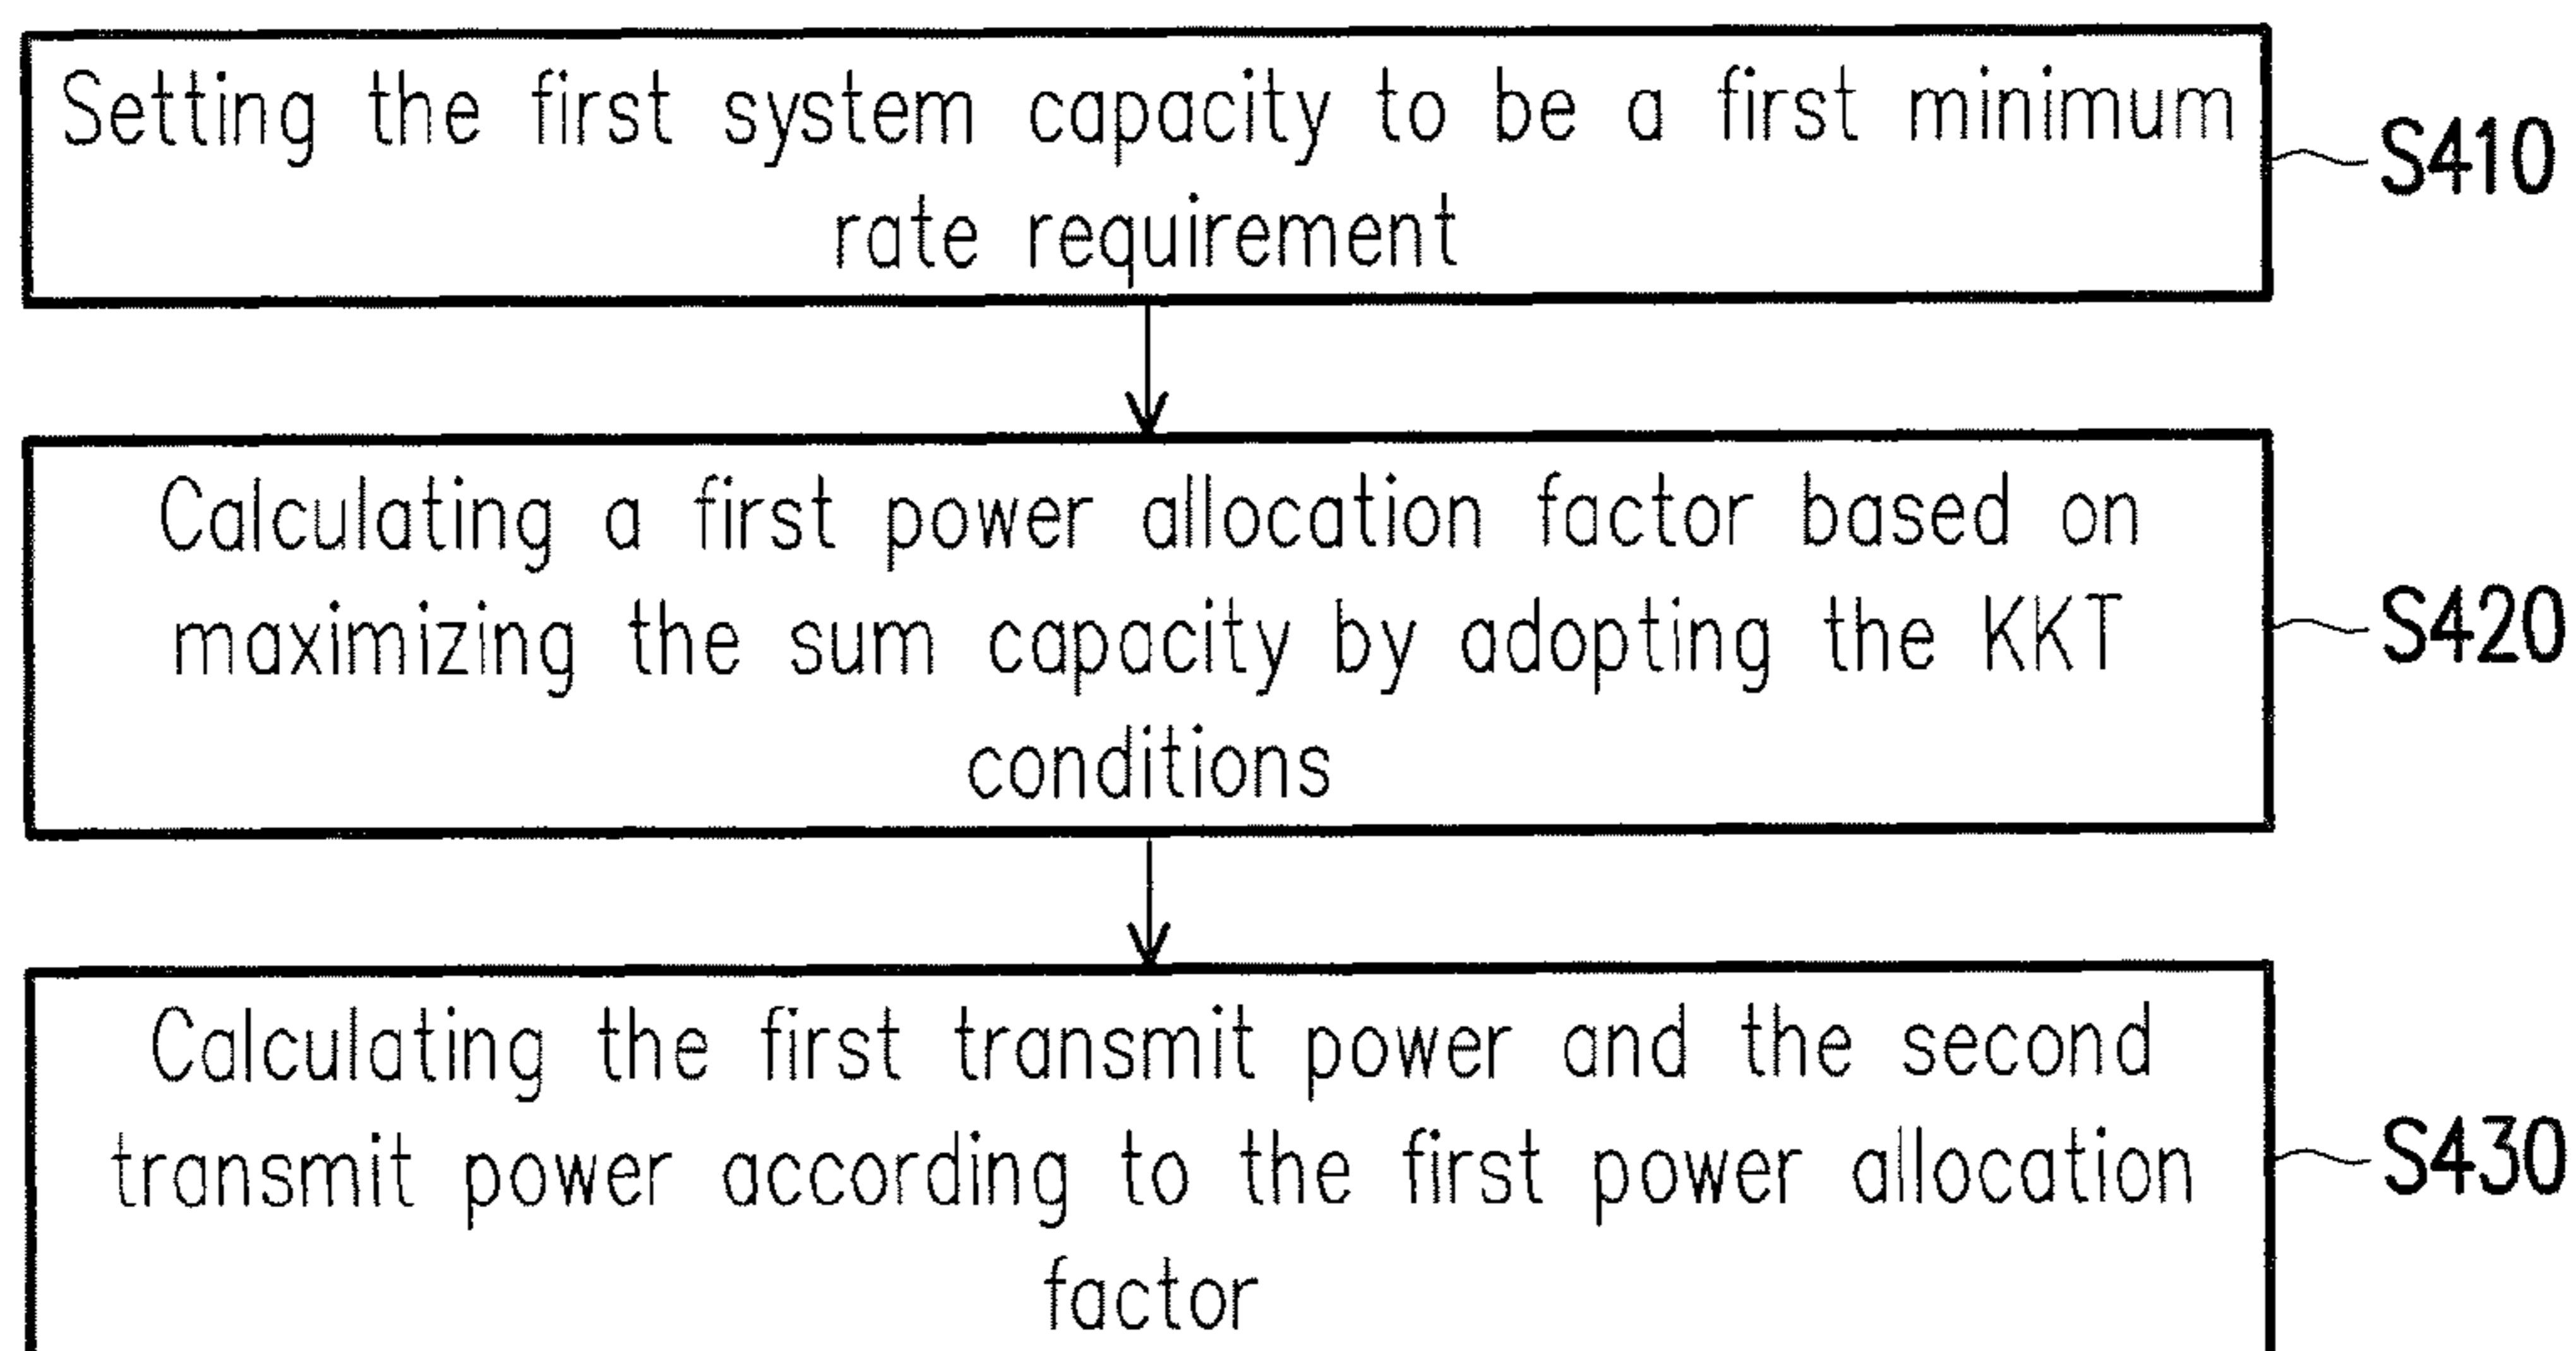 Setting the first system capacity to be a first minimum
rate requirement
S410
Calculating a first power allocation factor based on
maximizing the sum capacity by adopting the KKT
conditions
S420
Calculating the first transmit power and the second
transmit power according to the first power allocation
factor
S430